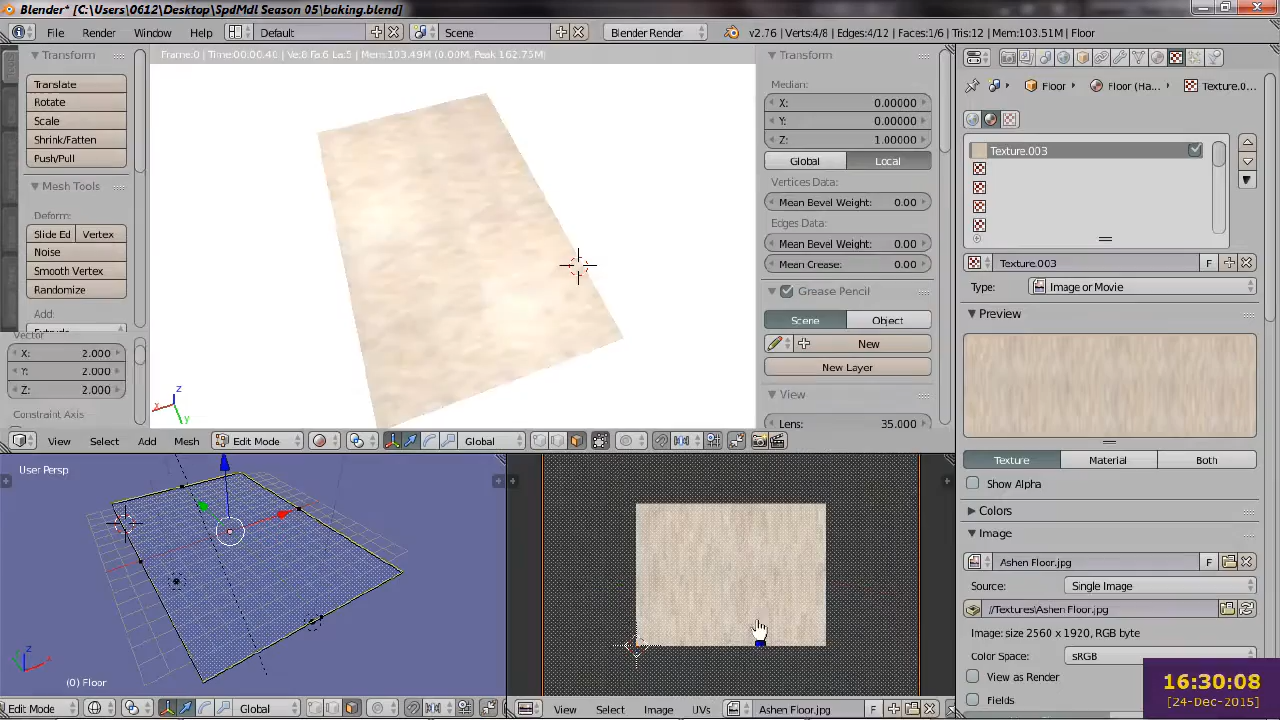 Blender* [C:\Users\0612\Desktop\SpdMdl Season 05\baking.blend]
File Render Window Help Default Scene Blender Render v2.76 | Verts:4/8 | Edges:4/12 | Faces:1/6 | Tris:12 | Mem:103.51M | Floor
Transform
Translate
Rotate
Scale
Shrink/Fatten
Push/Pull
Mesh Tools
Deform:
Slide Ed Vertex
Noise
Smooth Vertex
Randomize
Add:
Vector
X: 2.000
Y: 2.000
Z: 2.000
Constraint Axis
z
x
y
View Select Add Mesh Edit Mode Global
Transform
Median:
X: 0.00000
Y: 0.00000
Z: 1.00000
Global Local
Vertices Data:
Mean Bevel Weight: 0.00
Edges Data:
Mean Bevel Weight: 0.00
Mean Crease: 0.00
Grease Pencil
Scene Object
New
New Layer
View
Lens: 35.000
Floor Floor (Ha... Texture.0...
Texture.003
Texture.003 F
Type: Image or Movie
Preview
Texture Material Both
Show Alpha
Colors
Image
Ashen Floor.jpg F
Source: Single Image
//Textures\Ashen Floor.jpg
Image: size 2560 x 1920, RGB byte
Color Space: sRGB
View as Render
Fields
User Persp
z
(0) Floor
Edit Mode Global
View Select Image UVs Ashen Floor.jpg F
16:30:08
[24-Dec-2015]